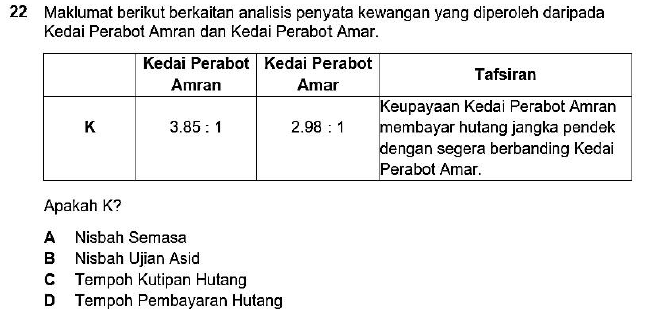 22 Maklumat berikut berkaitan analisis penyata kewangan yang diperoleh daripada
Kedai Perabot Amran dan Kedai Perabot Amar.
Kedai Perabot Amran
Kedai Perabot Amar
Tafsiran
K
3.85 : 1
2.98 : 1
Keupayaan Kedai Perabot Amran
membayar hutang jangka pendek
dengan segera berbanding Kedai
Perabot Amar.
Apakah K?
A Nisbah Semasa
B Nisbah Ujian Asid
C Tempoh Kutipan Hutang
D Tempoh Pembayaran Hutang